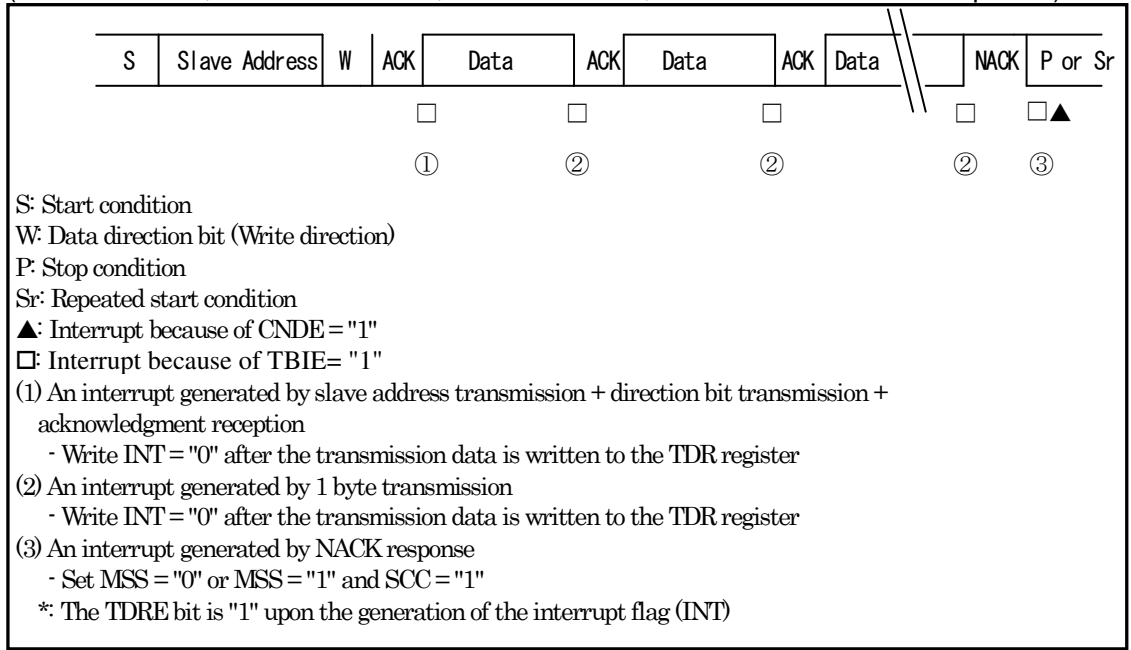 S Slave Address W ACK Data ACK Data ACK Data NACK P or Sr
□ □ □ □ □▲
① ② ② ② ③
S: Start condition
W: Data direction bit (Write direction)
P: Stop condition
Sr: Repeated start condition
▲: Interrupt because of CNDE = "1"
□: Interrupt because of TBIE= "1"
(1) An interrupt generated by slave address transmission + direction bit transmission +
acknowledgment reception
- Write INT = "0" after the transmission data is written to the TDR register
(2) An interrupt generated by 1 byte transmission
- Write INT = "0" after the transmission data is written to the TDR register
(3) An interrupt generated by NACK response
- Set MSS = "0" or MSS = "1" and SCC = "1"
*: The TDRE bit is "1" upon the generation of the interrupt flag (INT)